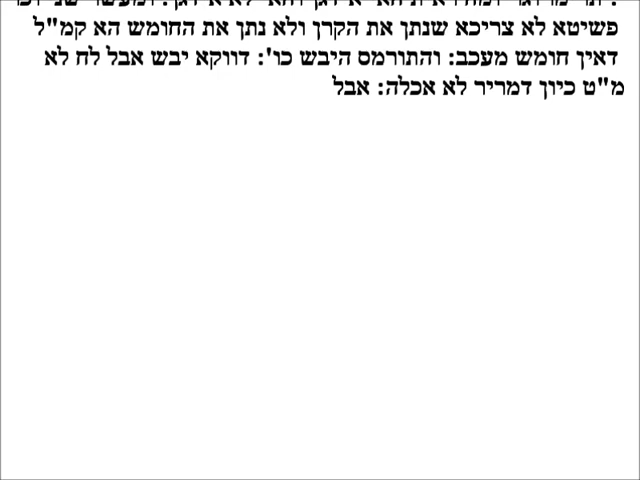 פשיטא לא צריכא שנתן את הקרן ולא נתן את החומש הא קמ"ל
דאין חומש מעכב: והתורמס היבש כו': דווקא יבש אבל לח לא
מ"ט כיון דמריר לא אכלה: אבל